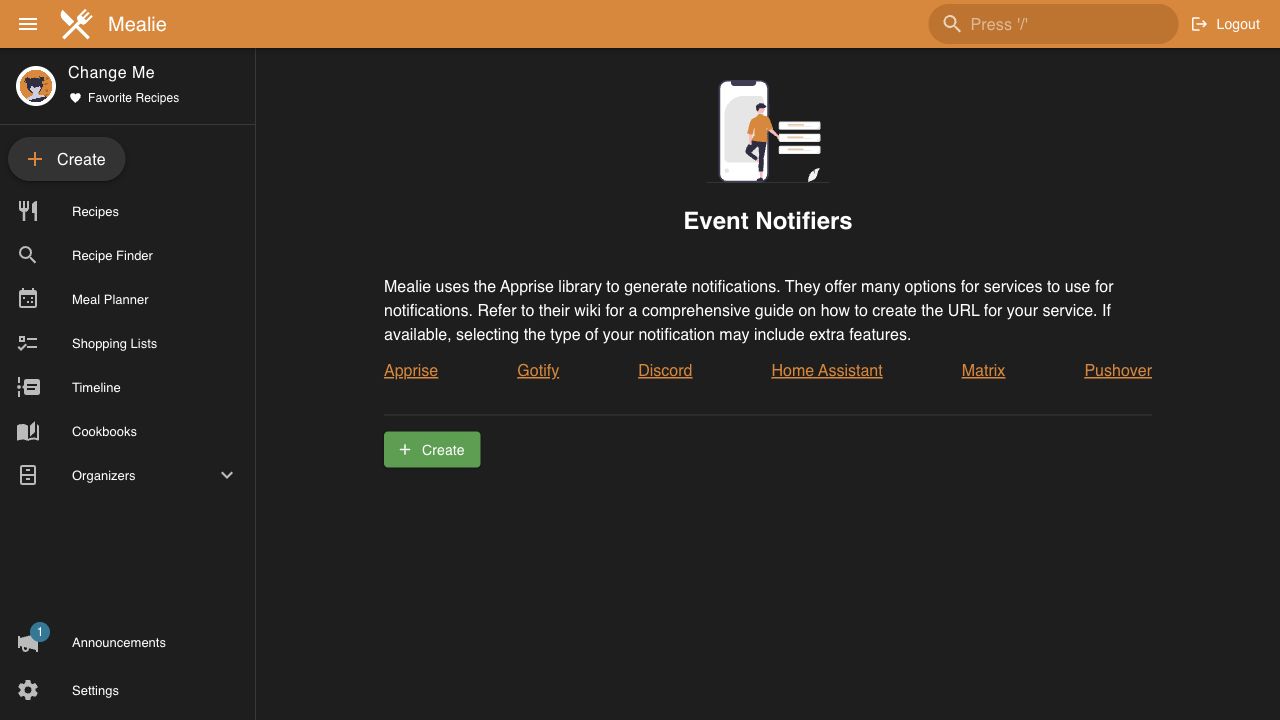 Mealie
Press '/'
Logout
Change Me
Favorite Recipes
Create
Recipes
Recipe Finder
Meal Planner
Shopping Lists
Timeline
Cookbooks
Organizers
1
Announcements
Settings
Event Notifiers
Mealie uses the Apprise library to generate notifications. They offer many options for services to use for
notifications. Refer to their wiki for a comprehensive guide on how to create the URL for your service. If
available, selecting the type of your notification may include extra features.
Apprise Gotify Discord Home Assistant Matrix Pushover
Create